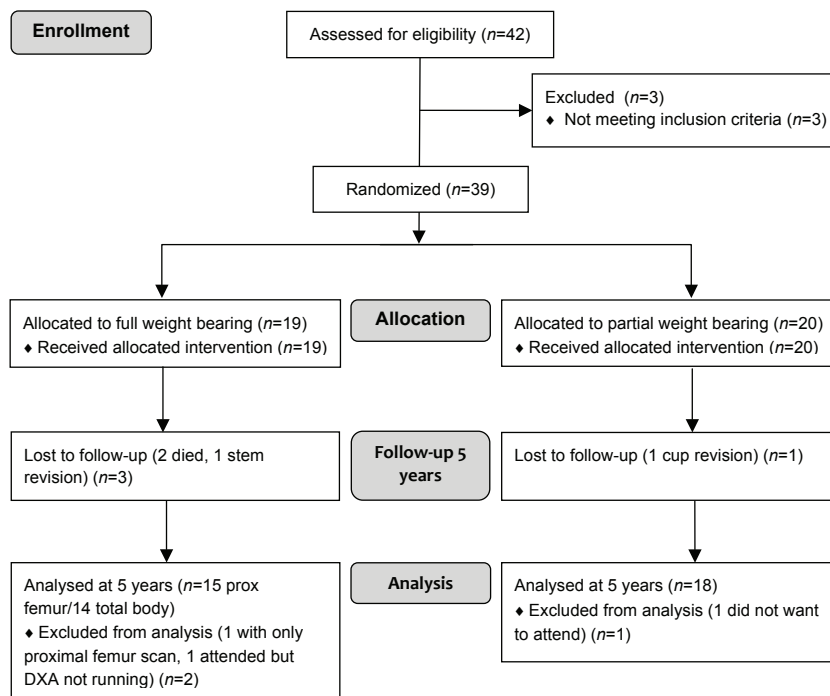 Enrollment
Assessed for eligibility (n=42)
Excluded (n=3)
♦ Not meeting inclusion criteria (n=3)
Randomized (n=39)
Allocated to full weight bearing (n=19)
♦ Received allocated intervention (n=19)
Allocation
Allocated to partial weight bearing (n=20)
♦ Received allocated intervention (n=20)
Lost to follow-up (2 died, 1 stem
revision) (n=3)
Follow-up 5
years
Lost to follow-up (1 cup revision) (n=1)
Analysed at 5 years (n=15 prox
femur/14 total body)
♦ Excluded from analysis (1 with only
proximal femur scan, 1 attended but
DXA not running) (n=2)
Analysis
Analysed at 5 years (n=18)
♦ Excluded from analysis (1 did not want
to attend) (n=1)